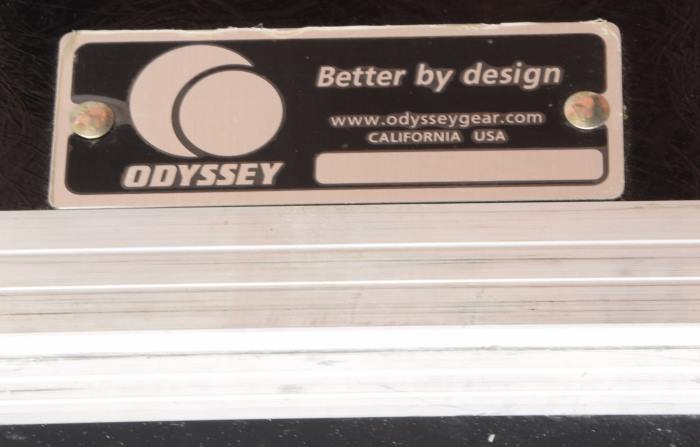 Better by design
www.odysseygear.com
CALIFORNIA USA
ODYSSEY